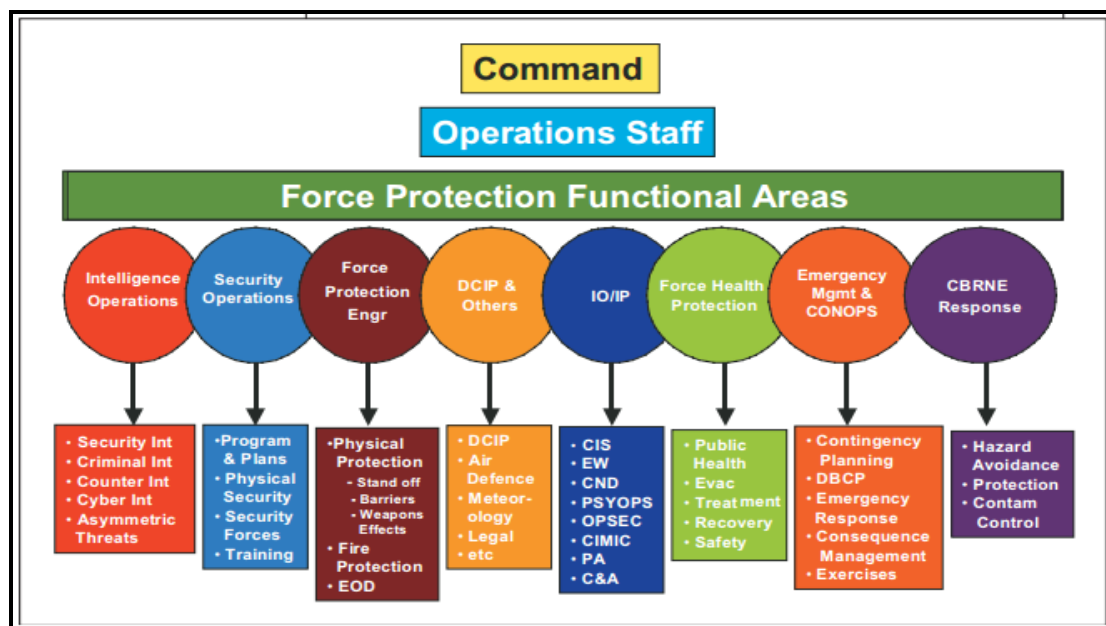 Command
Operations Staff
Force Protection Functional Areas
Intelligence
Operations
Security
Operations
Force
Protection
Engr
DCIP &
Others
IO/IP
Force Health
Protection
Emergency
Mgmt &
CONOPS
CBRNE
Response
• Security Int
• Criminal Int
• Counter Int
• Cyber Int
• Asymmetric
Threats
•Program
& Plans
• Physical
Security
• Security
Forces
• Training
•Physical
Protection
- Stand off
• Barriers
• Weapons
Effects
• Fire
Protection
• EOD
• DCIP
• Air
Defence
• Meteor-
ology
• Legal
• etc
• CIS
• EW
• CND
• PSYOPS
• OPSEC
• CIMIC
• PA
• C&A
• Public
Health
• Evac
• Treatment
• Recovery
• Safety
• Contingency
Planning
• DBCP
• Emergency
Response
• Consequence
Management
• Exercises
• Hazard
Avoidance
• Protection
• Contam
Control